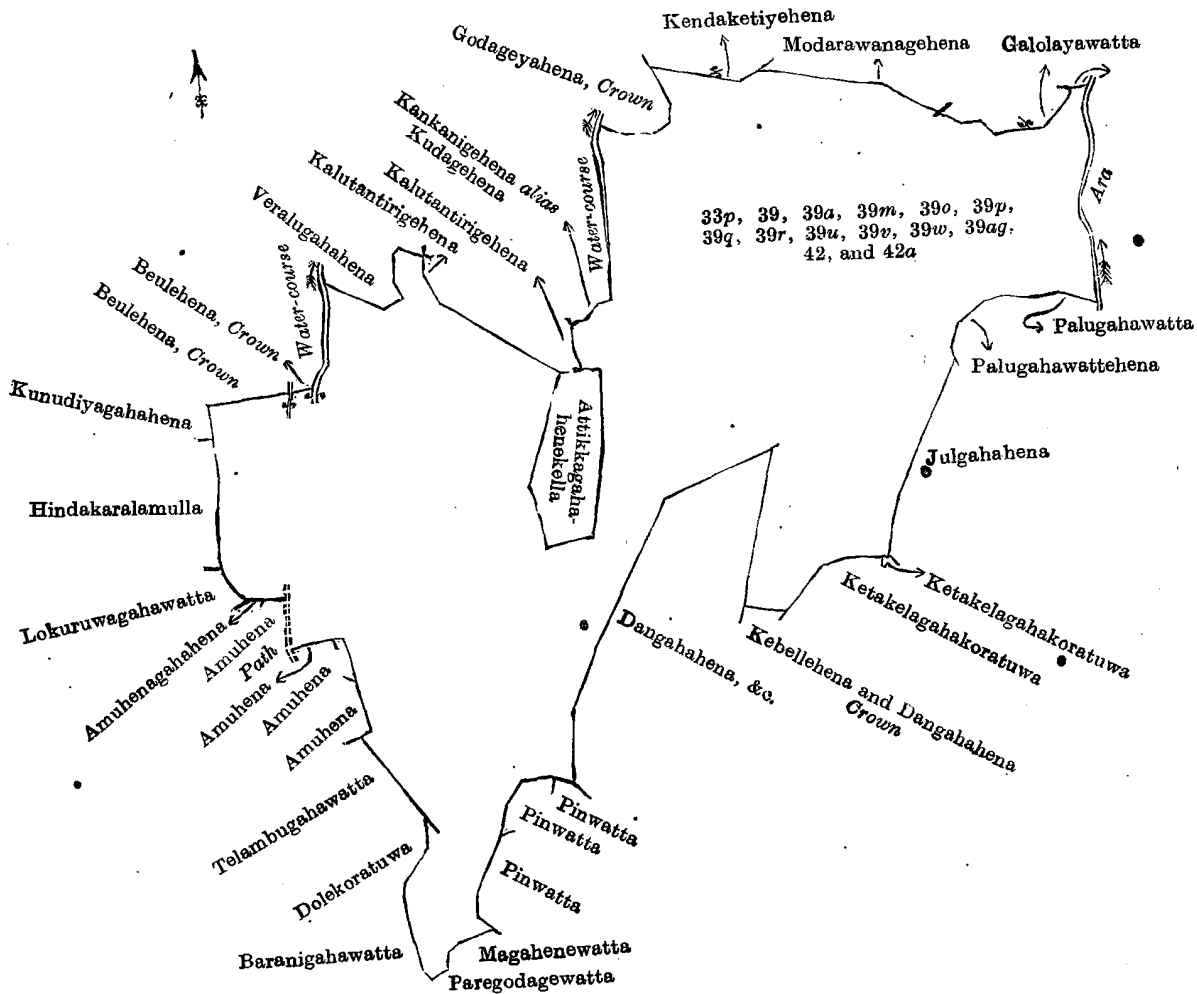 Kendaketiyehena
Modarawanagehena
Galolayawatta
Godageyahena, Crown
Kankanigehena alias
Kudagehena
Kalutantirigehena
Kalutantirigehena
Veralugahahena
Water-course
Water-course
Ara
33p, 39, 39a, 39m, 39o, 39p,
39q, 39r, 39u, 39v, 39w, 39ag.
42, and 42a
Beulehena, Crown
Beulehena, Crown
Palugahawatta
Palugahawattehena
Kunudiyagahahena
Attikkagaha-
henekella
Julgahahena
Hindakaralamulla
Lokuruwagahawatta
Amuhenagahahena
Amuhena
Path
Amuhena
Amuhena
Amuhena
Ketakelagahakoratuwa
Ketakelagahakoratuwa
Dangahahena, &c.
Kebellehena and Dangahahena
Crown
Telambugahawatta
Pinwatta
Pinwatta
Pinwatta
Dolekoratuwa
Baranigahawatta
Magahenewatta
Paregodagewatta